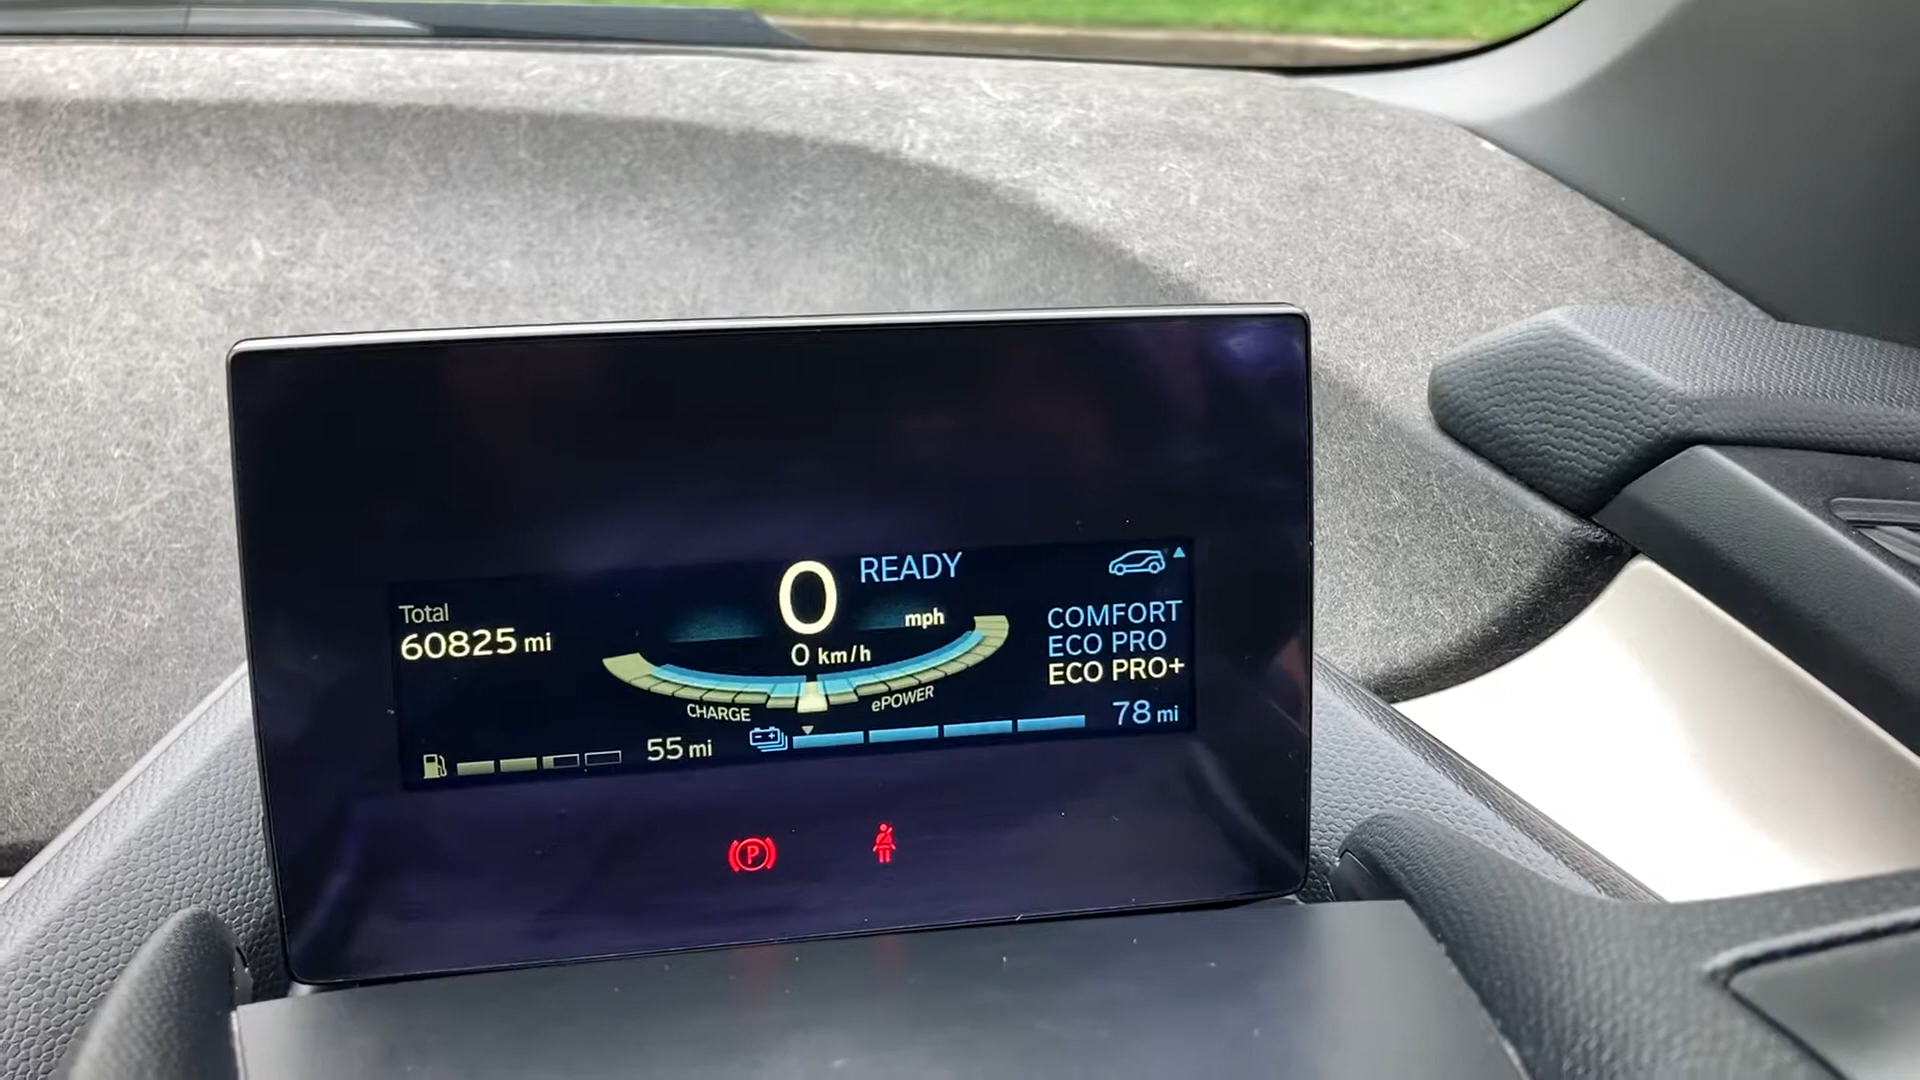 0 READY
Total
60825 mi
mph
0 km/h
COMFORT
ECO PRO
ECO PRO+
CHARGE
ePOWER
55 mi
78 mi
P